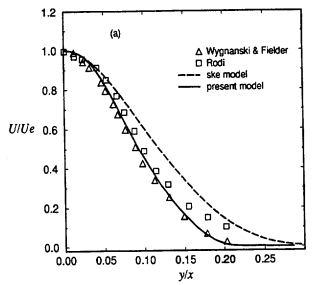 (a)
1.2
1.0
0.8
0.6
0.4
0.2
0.0
U/Ue
Wygnanski & Fielder
Rodi
ske model
present model
0.00 0.05 0.10 0.15 0.20 0.25
y/x